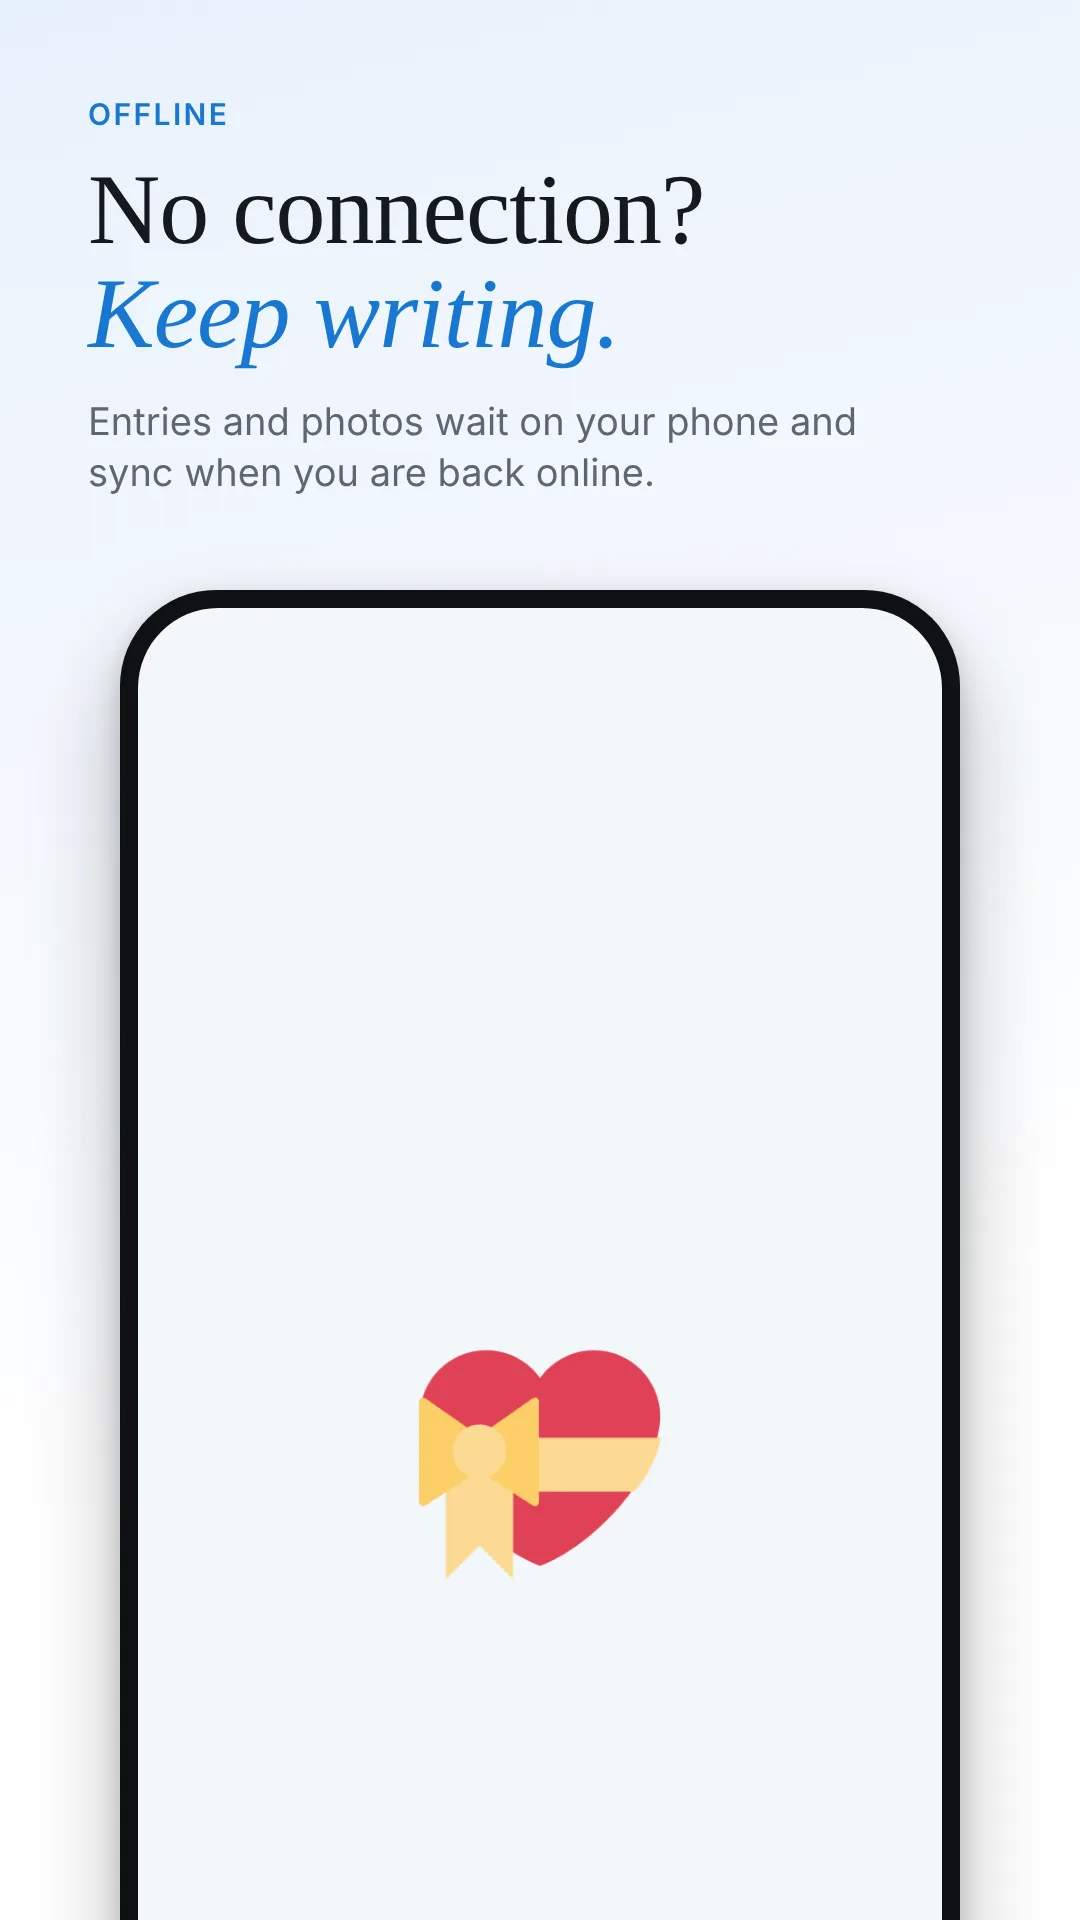 OFFLINE
No connection?
Keep writing.
Entries and photos wait on your phone and
sync when you are back online.